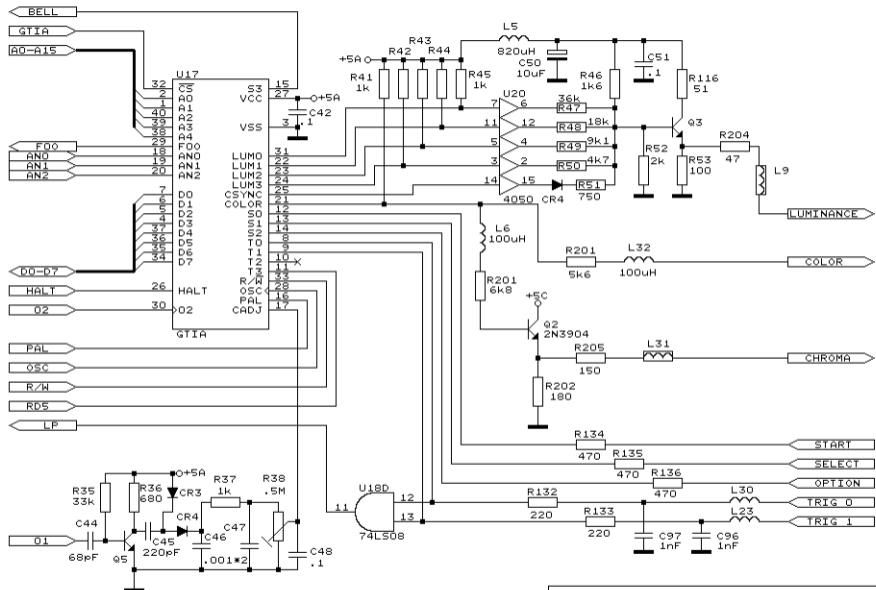 BELL
GTIA
A0-A15
F00
AN0
AN1
AN2
D0-D7
HALT
O2
PAL
OSC
R/W
RD5
LP
O1
U17
32 CS S3 15
2 A0 VCC 27 +5A
1 A1
40 A2
39 A3 VSS 3
38 A4
C42
.1
29 F00
18 AN0 LUM0 31
19 AN1 LUM1 22
20 AN2 LUM2 23
LUM3 24
7 D0 CSYNC 25
6 D1 COLOR 21
5 D2 S0 12
4 D3 S1 13
37 D4 S2 14
36 D5 T0 8
35 D6 T1 9
34 D7 T2 10
T3 11
R/W 33
26 HALT OSC 28
PAL 16
30 O2 CADJ 17
GTIA
+5A
R41
1k
R42
R43
R44
R45
1k
L5
820uH
C50
10uF
C51
.1
R46
1k6
R116
51
U20
7 6
11 12
5 4
3 2
14 15
4050
36k
R47
18k
R48
9k1
R49
4k7
R50
CR4
R51
750
R52
2k
Q3
R53
100
R204
47
L9
LUMINANCE
L6
100uH
R201
6k8
R201
5k6
L32
100uH
COLOR
+5C
Q2
2N3904
R205
150
L31
CHROMA
R202
180
R134
470
START
R135
470
SELECT
R136
470
OPTION
R132
220
L30
TRIG 0
R133
220
L23
TRIG 1
C97
1nF
C96
1nF
U18D
11 12
13
74LS08
R35
33k
R36
680
+5A
CR3
CR4
R37
1k
R38
.5M
C44
68pF
Q5
C45
220pF
C46
C47
.001*2
C48
.1